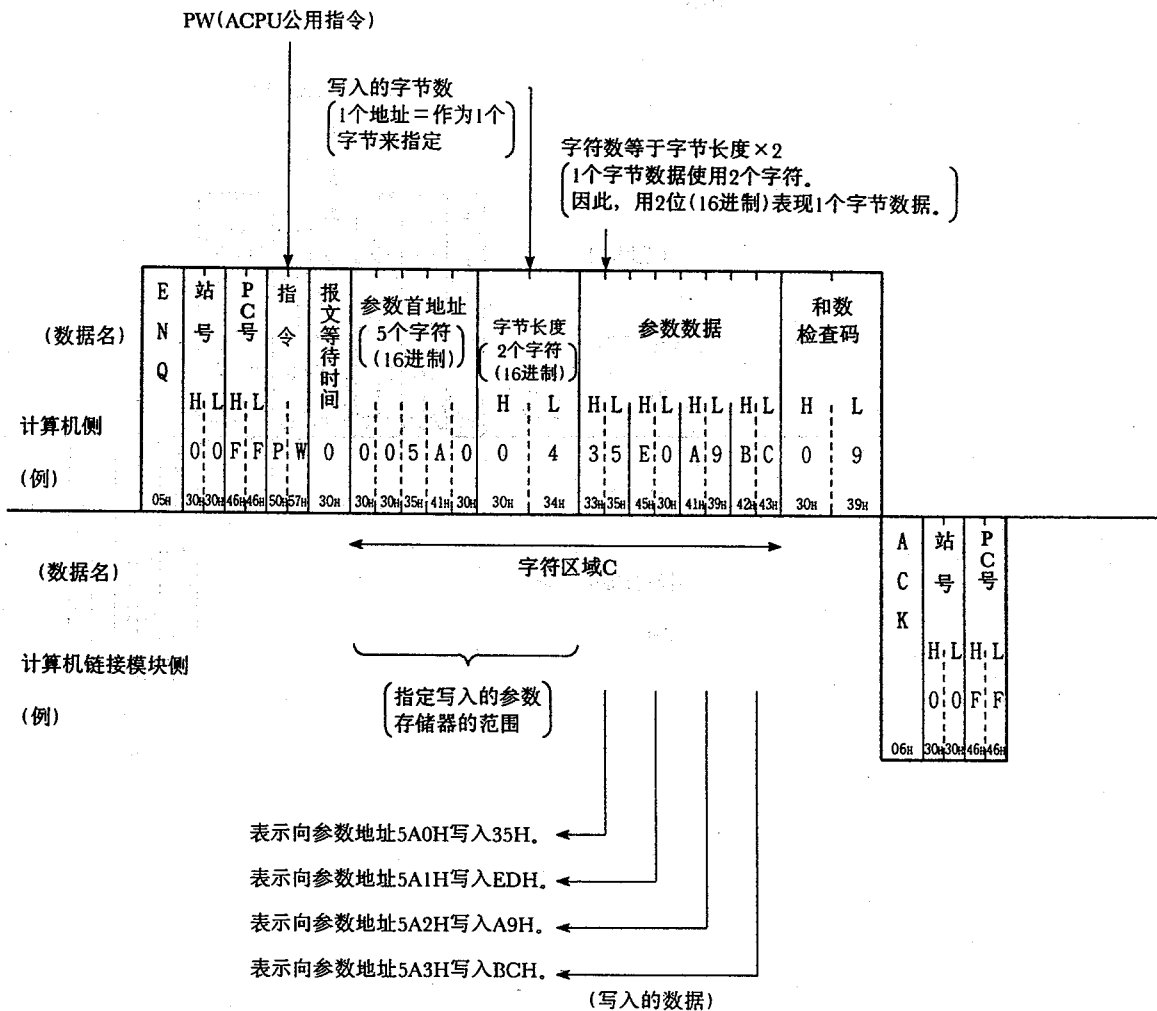 PW(ACPU公用指令)
写入的字节数
(1个地址=作为1个
字节来指定)
字符数等于字节长度×2
(1个字节数据使用2个字符。
因此，用2位(16进制)表现1个字节数据。)
(数据名)
E N Q
站号
PC号
指令
报文等待时间
参数首地址
(5个字符
(16进制))
字节长度
(2个字符
(16进制))
参数数据
和数
检查码
H L H L H L H L H L H L H L H L
计算机侧
(例)
0 0 F F P W 0 0 0 5 A 0 0 4 3 5 E 0 A 9 B C 0 9
05H 30H 30H 46H 46H 50H 57H 30H 30H 30H 35H 41H 30H 30H 34H 33H 35H 45H 30H 41H 39H 42H 43H 30H 39H
(数据名)
字符区域C
A C K
站号
PC号
计算机链接模块侧
(例)
H L H L
0 0 F F
06H 30H 30H 46H 46H
(指定写入的参数
存储器的范围)
表示向参数地址5A0H写入35H。
表示向参数地址5A1H写入EDH。
表示向参数地址5A2H写入A9H。
表示向参数地址5A3H写入BCH。
(写入的数据)